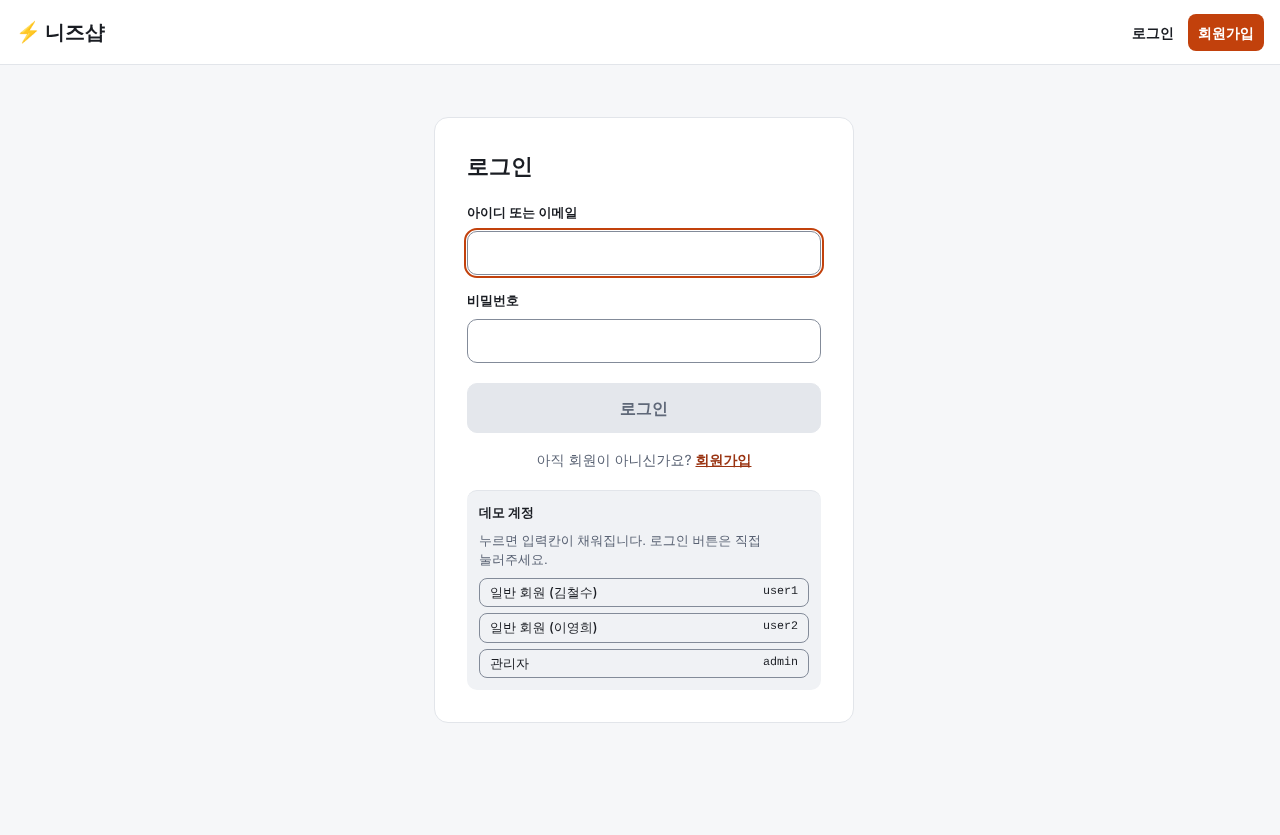 ⚡ 니즈샵
로그인
회원가입
로그인
아이디 또는 이메일
비밀번호
로그인
아직 회원이 아니신가요? 회원가입
데모 계정
누르면 입력칸이 채워집니다. 로그인 버튼은 직접
눌러주세요.
일반 회원 (김철수) user1
일반 회원 (이영희) user2
관리자 admin